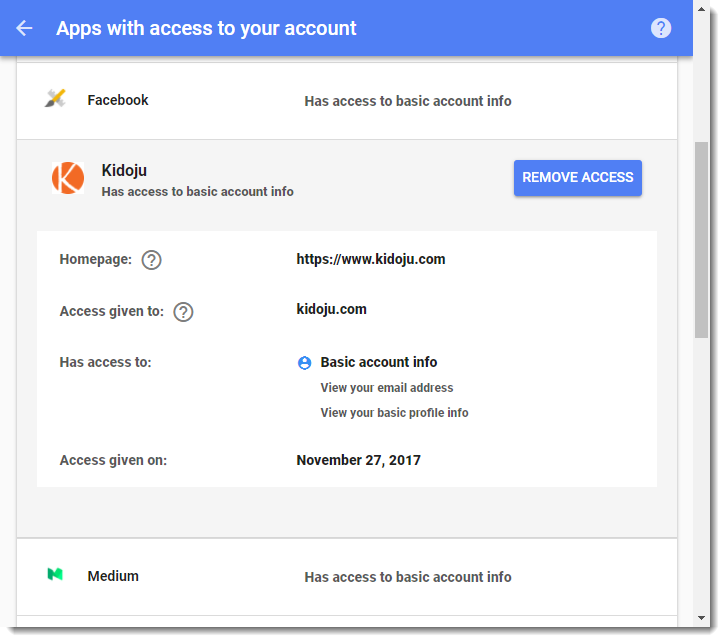 Apps with access to your account
?
Facebook Has access to basic account info
Kidoju
Has access to basic account info
REMOVE ACCESS
Homepage: ? https://www.kidoju.com
Access given to: ? kidoju.com
Has access to: Basic account info
View your email address
View your basic profile info
Access given on: November 27, 2017
Medium Has access to basic account info